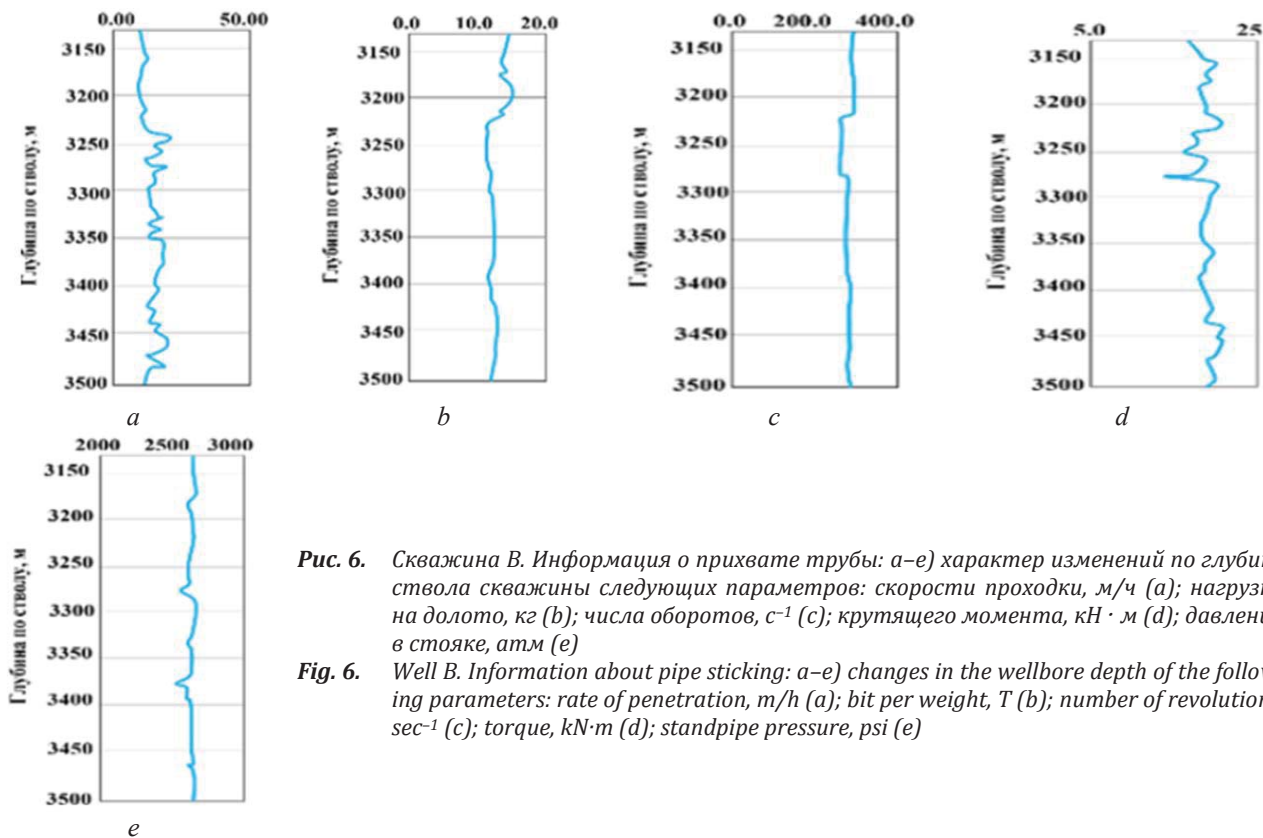 0.00 50.00
3150
3200
3250
3300
3350
3400
3450
3500
Глубина по стволу, м
a
0.0 10.0 20.0
3150
3200
3250
3300
3350
3400
3450
3500
Глубина по стволу, м
b
0.0 200.0 400.0
3150
3200
3250
3300
3350
3400
3450
3500
Глубина по стволу, м
c
5.0 25
3150
3200
3250
3300
3350
3400
3450
3500
Глубина по стволу, м
d
2000 2500 3000
3150
3200
3250
3300
3350
3400
3450
3500
Глубина по стволу, м
e
Рис. 6. Скважина B. Информация о прихвате трубы: a–e) характер изменений по глубин
ствола скважины следующих параметров: скорости проходки, м/ч (a); нагрузк
на долото, кг (b); числа оборотов, с⁻¹ (c); крутящего момента, кН · м (d); давлени
в стояке, атм (e)
Fig. 6. Well B. Information about pipe sticking: a–e) changes in the wellbore depth of the follow
ing parameters: rate of penetration, m/h (a); bit per weight, T (b); number of revolution
sec⁻¹ (c); torque, kN·m (d); standpipe pressure, psi (e)